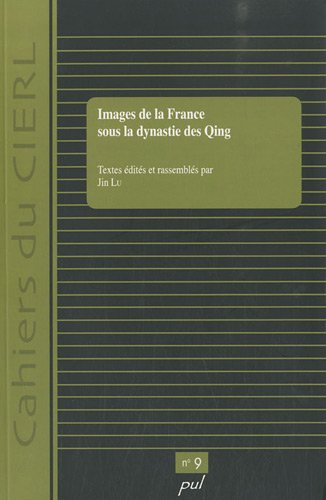 Cahiers du CIERL
Images de la France
sous la dynastie des Qing
Textes édités et rassemblés par
Jin LU
n° 9
pul